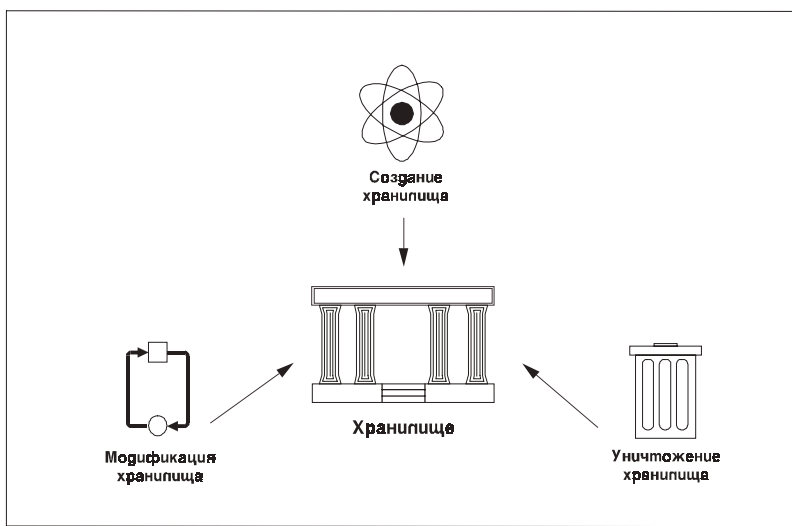 Создание
хранилища
Хранилище
Модификация
хранилища
Уничтожение
хранилища